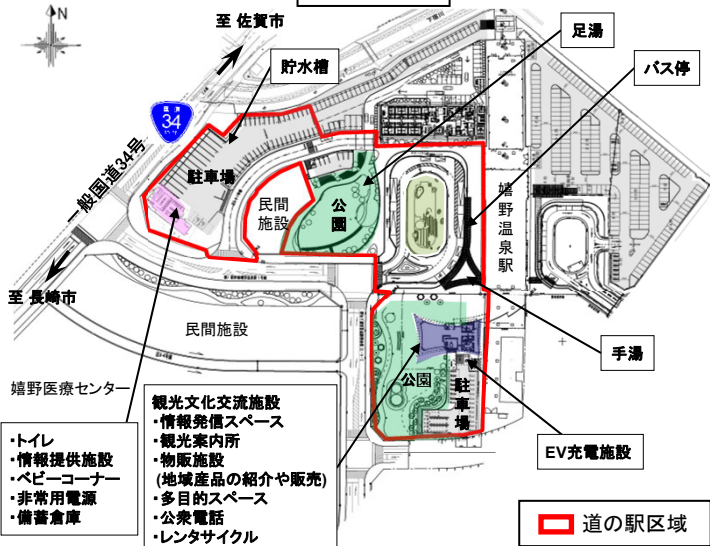 N
至 佐賀市
足湯
貯水槽
バス停
国道
34
一般国道34号
駐車場
民間
施設
公園
嬉野温泉駅
至 長崎市
民間施設
手湯
公園
駐車場
嬉野医療センター
EV充電施設
・トイレ
・情報提供施設
・ベビーコーナー
・非常用電源
・備蓄倉庫
観光文化交流施設
・情報発信スペース
・観光案内所
・物販施設
(地域産品の紹介や販売)
・多目的スペース
・公衆電話
・レンタサイクル
道の駅区域